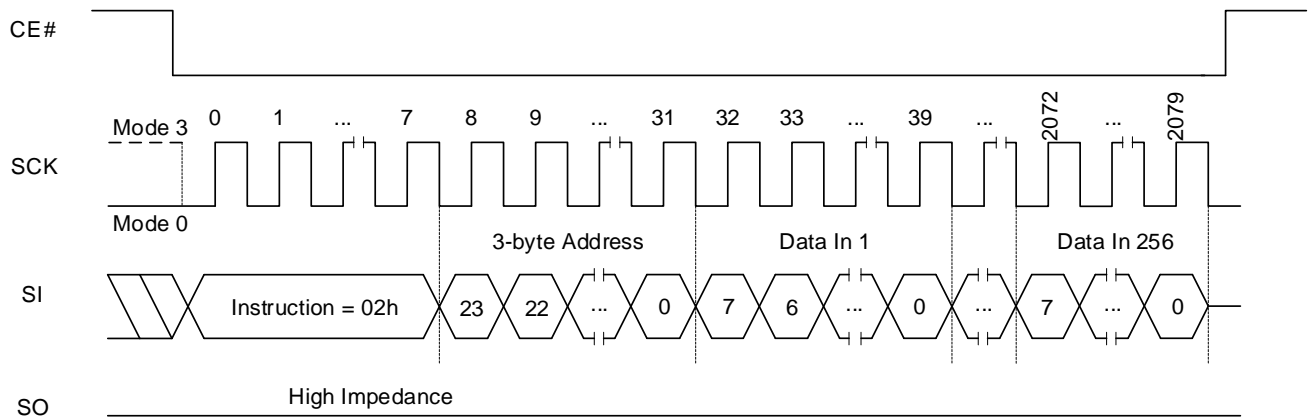 CE#
Mode 3 0 1 ... 7 8 9 ... 31 32 33 ... 39 ... 2072 ... 2079
SCK
Mode 0
3-byte Address Data In 1 Data In 256
SI Instruction = 02h 23 22 ... 0 7 6 ... 0 ... 7 ... 0
High Impedance
SO